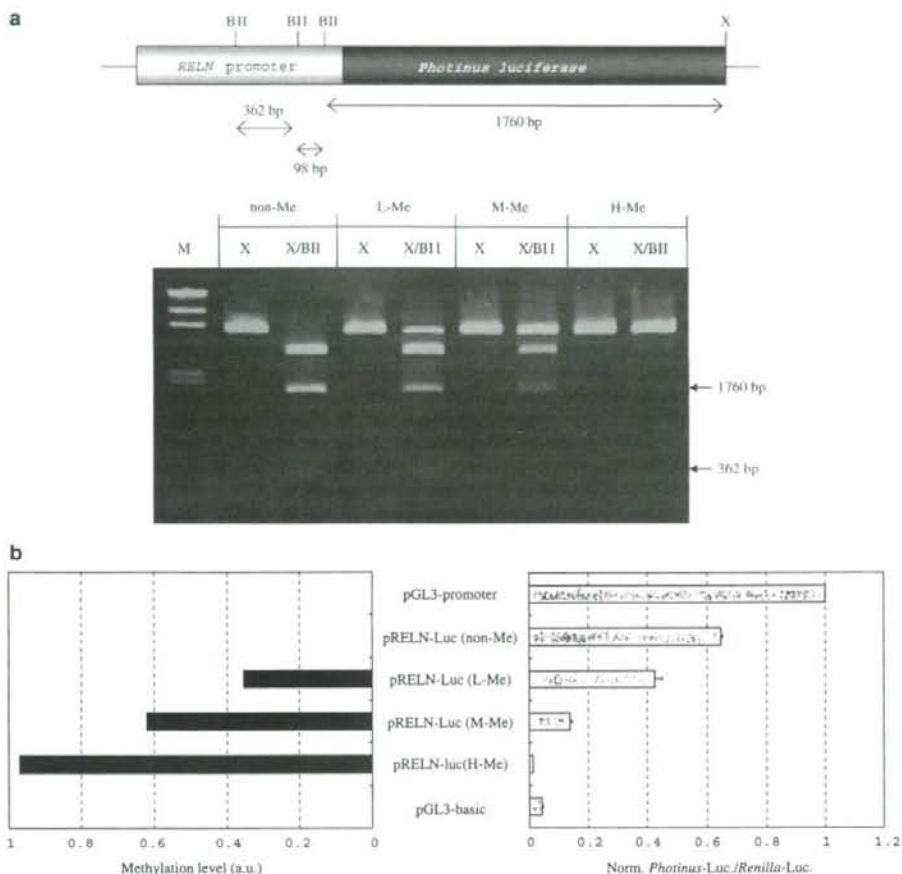 a
BII BII BII X
RELN promoter Photinus luciferase
362 bp
1760 bp
98 bp
non-Me L-Me M-Me H-Me
M X X/BII X X/BII X X/BII X X/BII
1760 bp
362 bp
b
pGL3-promoter
pRELN-Luc (non-Me)
pRELN-Luc (L-Me)
pRELN-Luc (M-Me)
pRELN-luc(H-Me)
pGL3-basic
1 0.8 0.6 0.4 0.2 0
0 0.2 0.4 0.6 0.8 1 1.2
Methylation level (a.u.)
Norm. Photinus-Luc./Renilla-Luc.